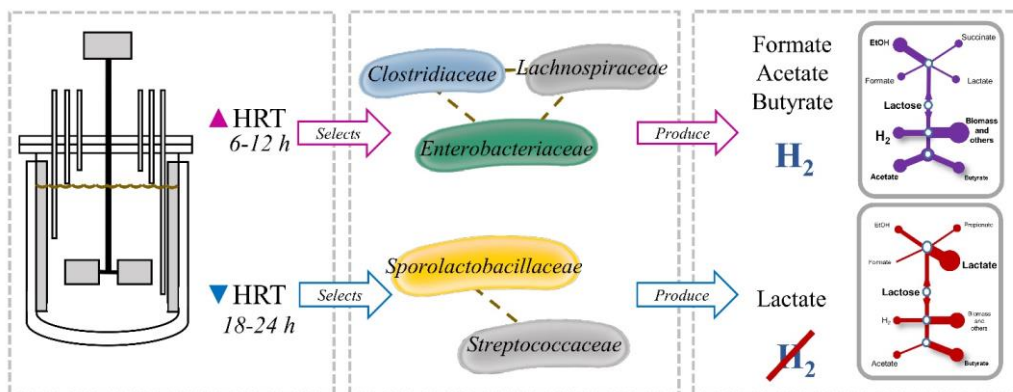 HRT
6-12 h
Selects
Clostridiaceae
Lachnospiraceae
Enterobacteriaceae
Produce
Formate
Acetate
Butyrate
H2
EtOH
Succinate
Formate
Lactate
Lactose
H2
Biomass
and
others
Acetate
Butyrate
HRT
18-24 h
Selects
Sporolactobacillaceae
Streptococcaceae
Produce
Lactate
H2
EtOH
Propionate
Formate
Lactate
Lactose
H2
Biomass
and
others
Acetate
Butyrate